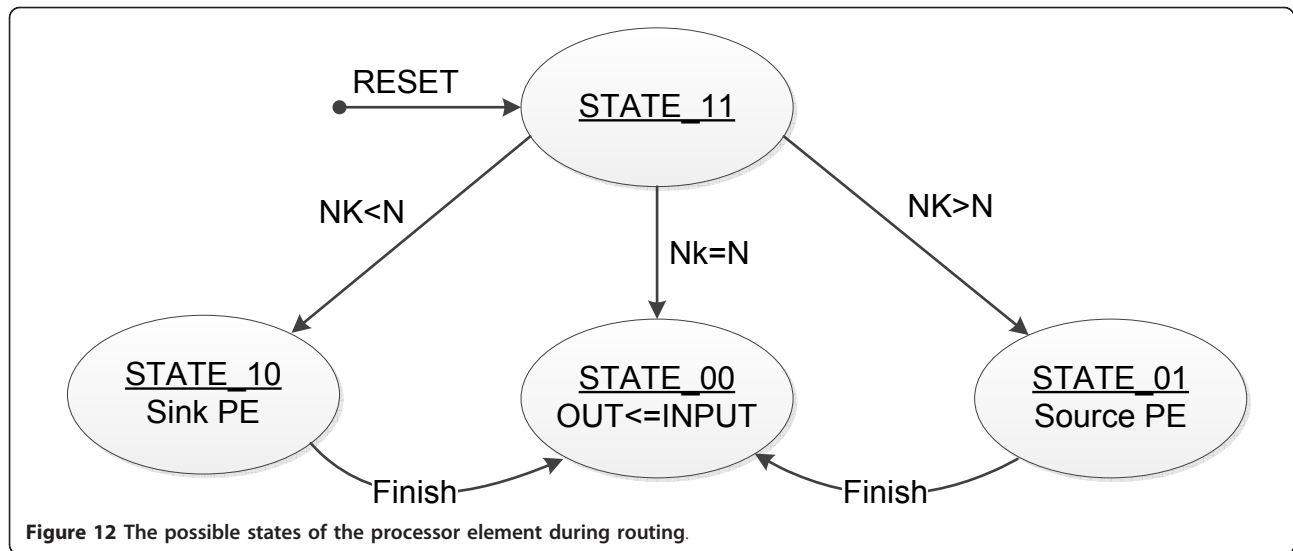 RESET
STATE_11
NK<N
Nk=N
NK>N
STATE_10
Sink PE
STATE_00
OUT<=INPUT
STATE_01
Source PE
Finish
Finish
Figure 12 The possible states of the processor element during routing.